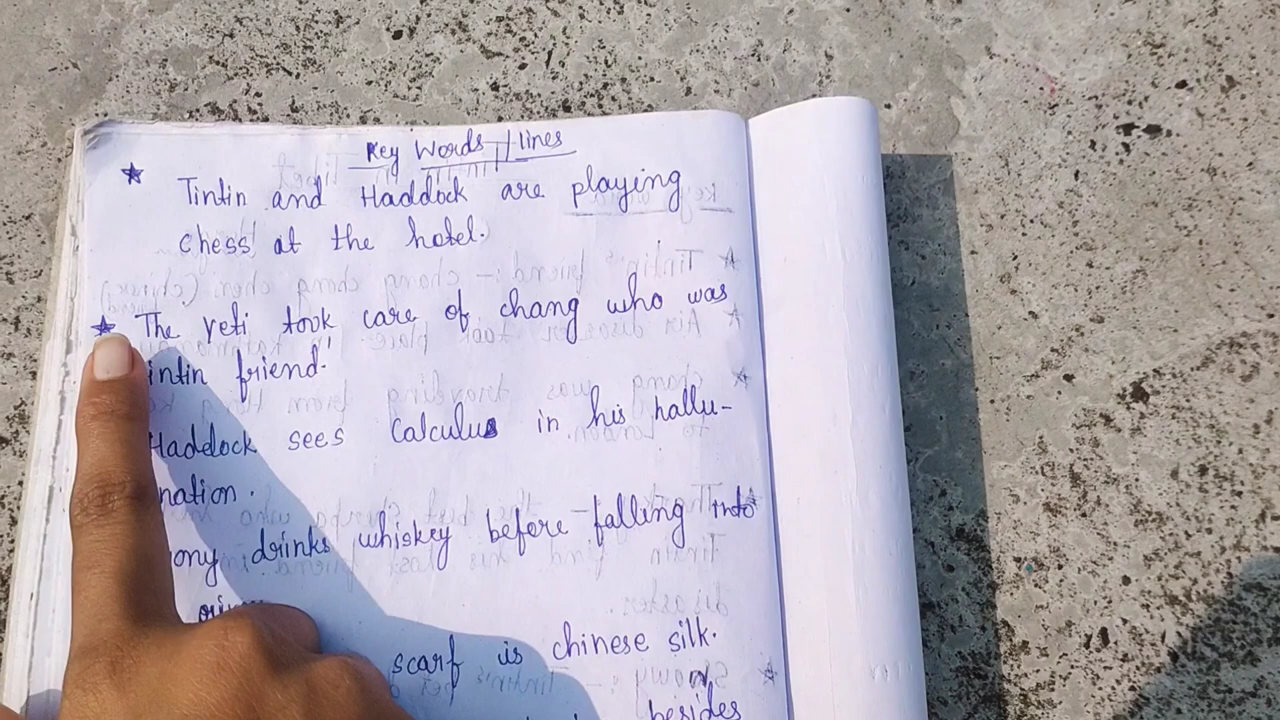 Key Words / lines
Tintin and Haddock are playing
chess at the hotel.
The yeti took care of chang who was
intin friend.
Haddock sees Calculus in his hallu-
nation.
ony drinks whiskey before falling into
scarf is chinese silk.
besides